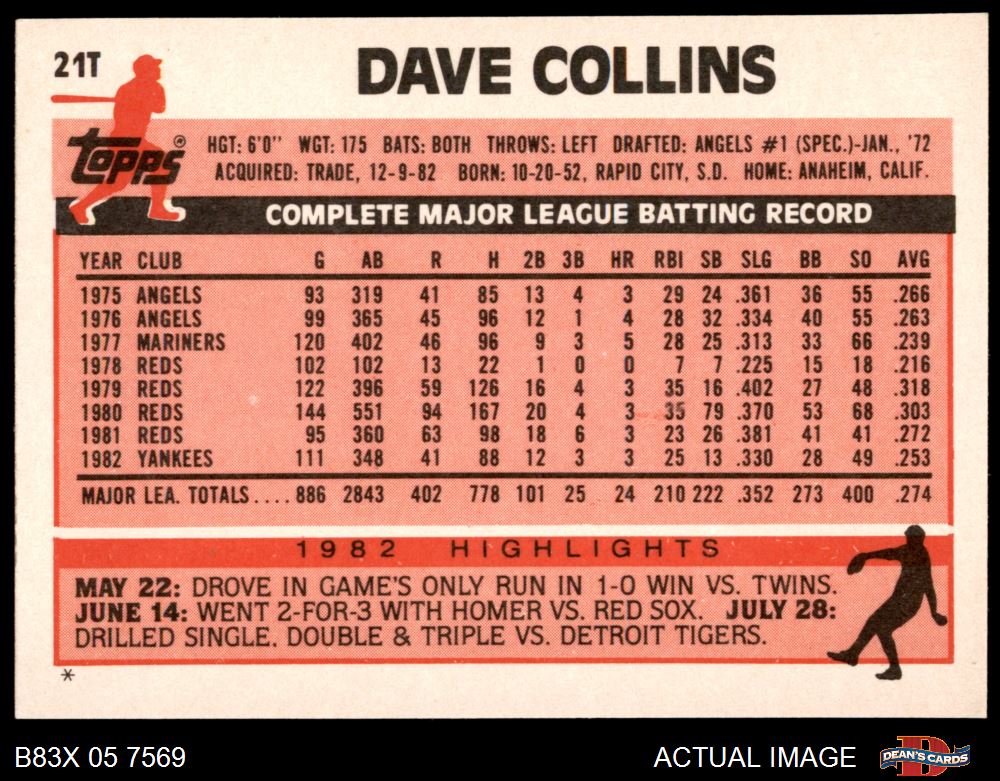 21T
DAVE COLLINS
Topps®
HGT: 6'0" WGT: 175 BATS: BOTH THROWS: LEFT DRAFTED: ANGELS #1 (SPEC.)-JAN., '72
ACQUIRED: TRADE, 12-9-82 BORN: 10-20-52, RAPID CITY, S.D. HOME: ANAHEIM, CALIF.
COMPLETE MAJOR LEAGUE BATTING RECORD
YEAR CLUB G AB R H 2B 3B HR RBI SB SLG BB SO AVG
1975 ANGELS 93 319 41 85 13 4 3 29 24 .361 36 55 .266
1976 ANGELS 99 365 45 96 12 1 4 28 32 .334 40 55 .263
1977 MARINERS 120 402 46 96 9 3 5 28 25 .313 33 66 .239
1978 REDS 102 102 13 22 1 0 0 7 7 .225 15 18 .216
1979 REDS 122 396 59 126 16 4 3 35 16 .402 27 48 .318
1980 REDS 144 551 94 167 20 4 3 35 79 .370 53 68 .303
1981 REDS 95 360 63 98 18 6 3 23 26 .381 41 41 .272
1982 YANKEES 111 348 41 88 12 3 3 25 13 .330 28 49 .253
MAJOR LEA. TOTALS.... 886 2843 402 778 101 25 24 210 222 .352 273 400 .274
1982 HIGHLIGHTS
MAY 22: DROVE IN GAME'S ONLY RUN IN 1-0 WIN VS. TWINS.
JUNE 14: WENT 2-FOR-3 WITH HOMER VS. RED SOX. JULY 28:
DRILLED SINGLE, DOUBLE & TRIPLE VS. DETROIT TIGERS.
*
B83X 05 7569 ACTUAL IMAGE DEAN'S CARDS